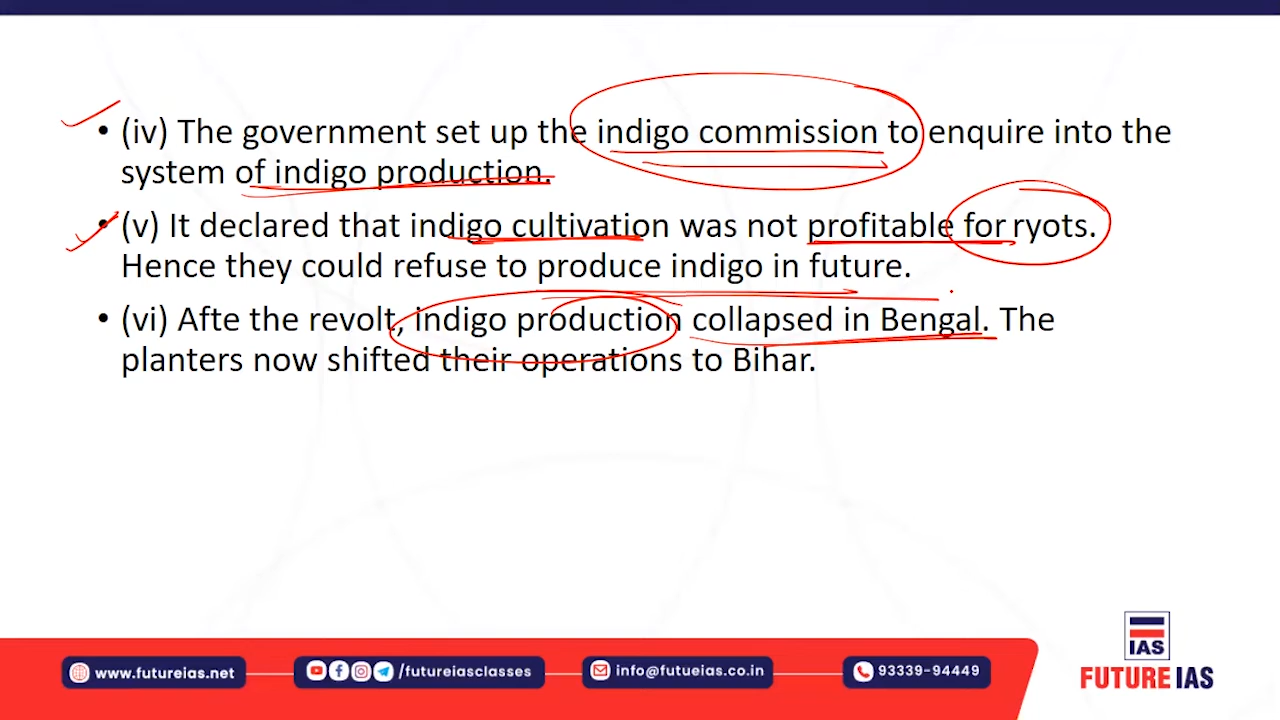 • (iv) The government set up the indigo commission to enquire into the
system of indigo production.
• (v) It declared that indigo cultivation was not profitable for ryots.
Hence they could refuse to produce indigo in future.
• (vi) Afte the revolt, indigo production collapsed in Bengal. The
planters now shifted their operations to Bihar.
www.futureias.net
/futureiasclasses
info@futueias.co.in
93339-94449
IAS
FUTURE IAS